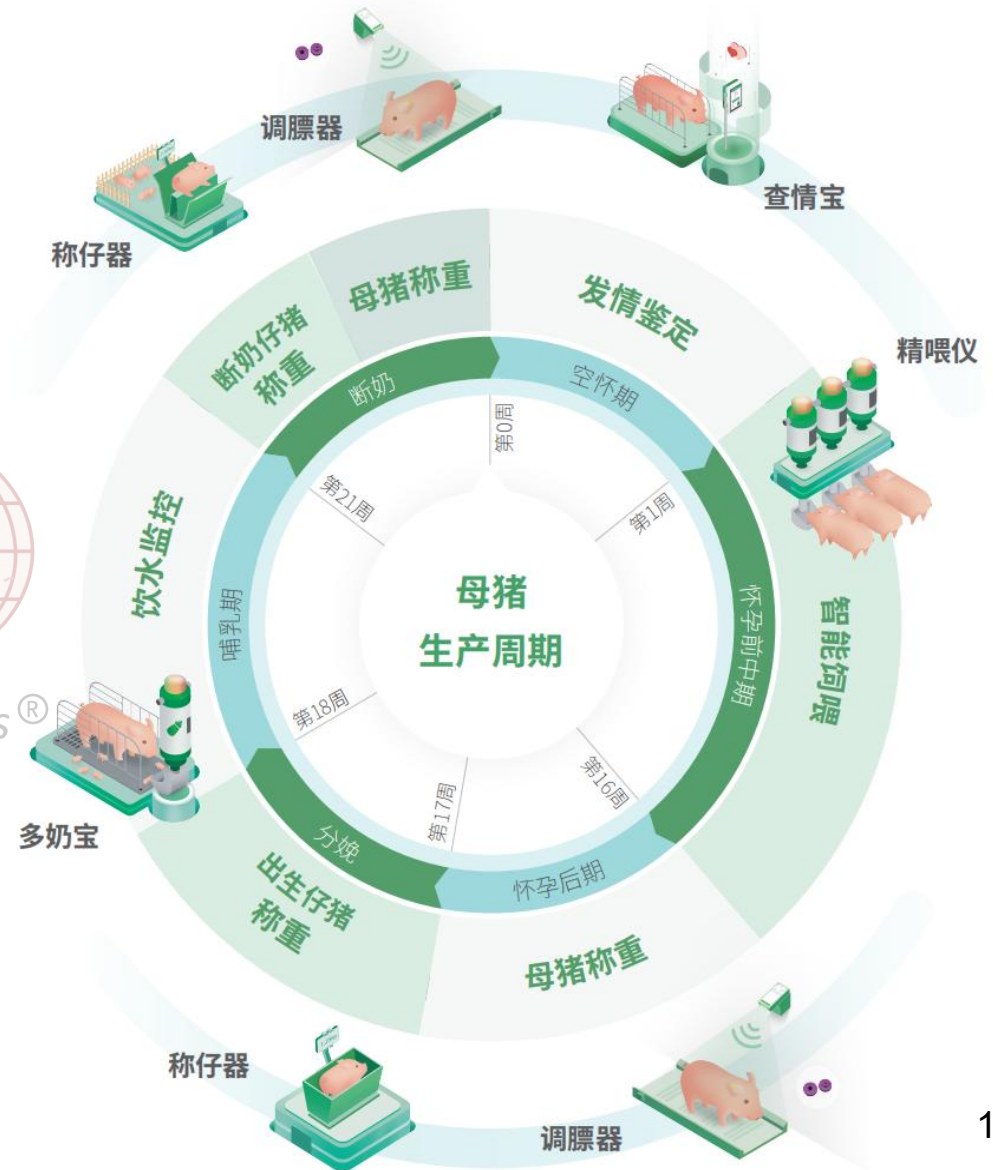 调膘器
查情宝
称仔器
精喂仪
母猪称重
发情鉴定
断奶仔猪
称重
断奶
空怀期
第0周
第21周
第1周
饮水监控
哺乳期
母猪
生产周期
怀孕前中期
智能饲喂
第18周
第16周
第17周
s®
多奶宝
分娩
怀孕后期
出生仔猪
称重
母猪称重
称仔器
调膘器
1